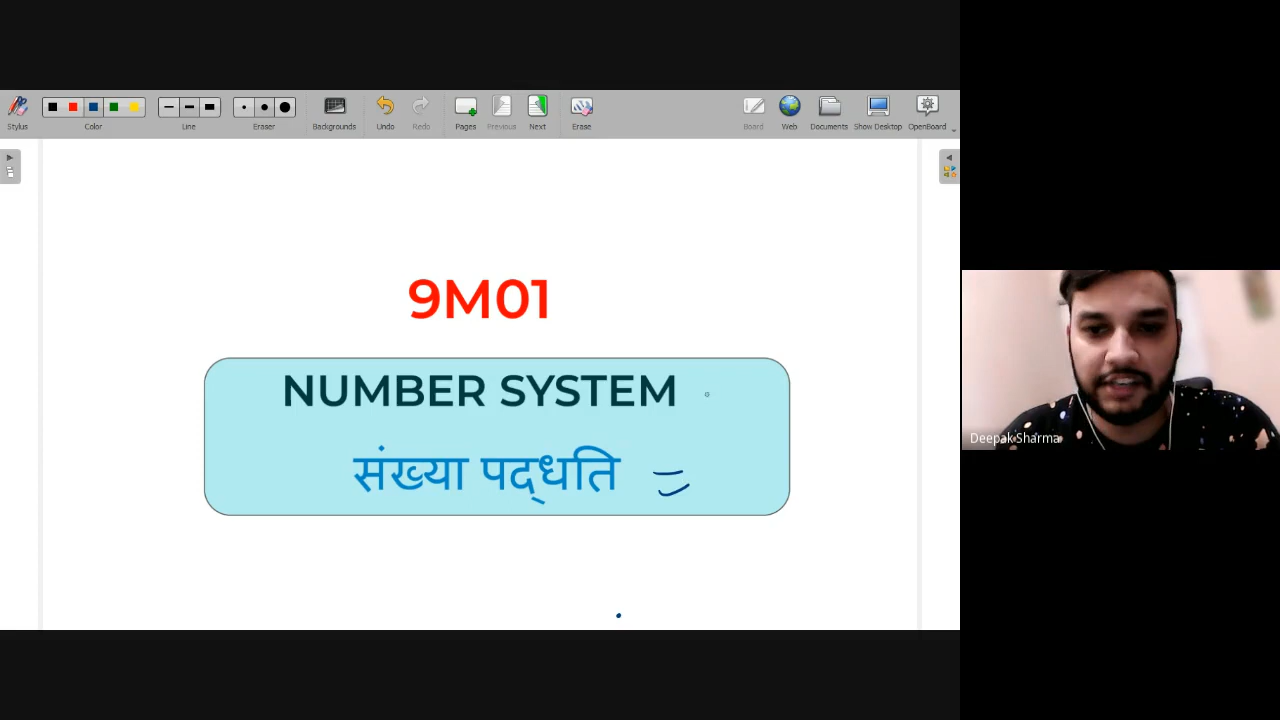 Stylus Color Line Eraser Backgrounds Undo Redo Pages Previous Next Erase Board Web Documents Show Desktop OpenBoard
9M01
NUMBER SYSTEM
संख्या पद्धति
Deepak Sharma